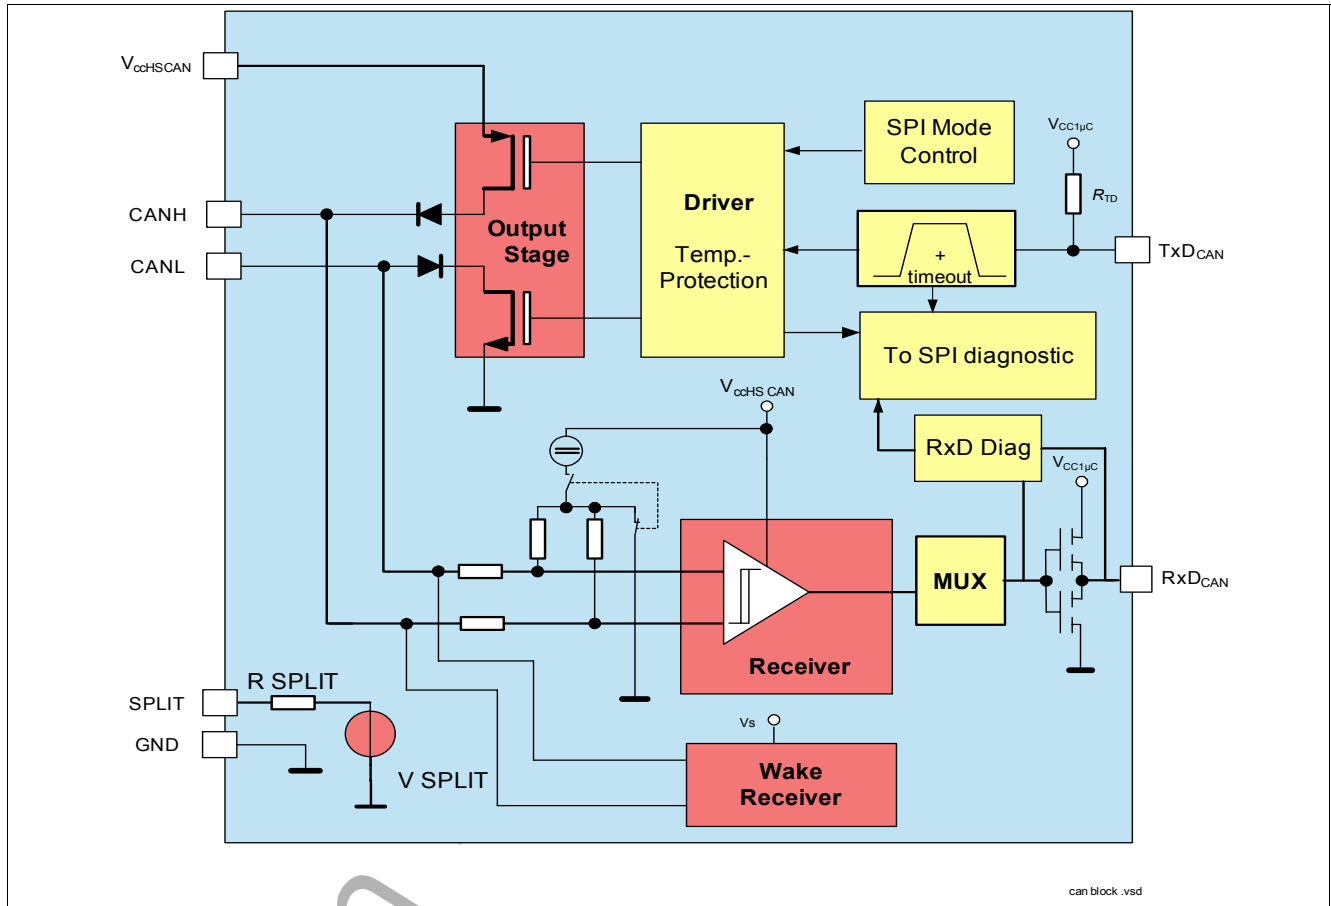 VccHSCAN
SPI Mode
Control
VCC1µC
RTD
CANH
Output
Stage
Driver
Temp.-
Protection
+
timeout
TxDCAN
CANL
To SPI diagnostic
VccHS CAN
RxD Diag
VCC1µC
MUX
RxDCAN
Receiver
R SPLIT
SPLIT
GND
V SPLIT
Vs
Wake
Receiver
can block .vsd